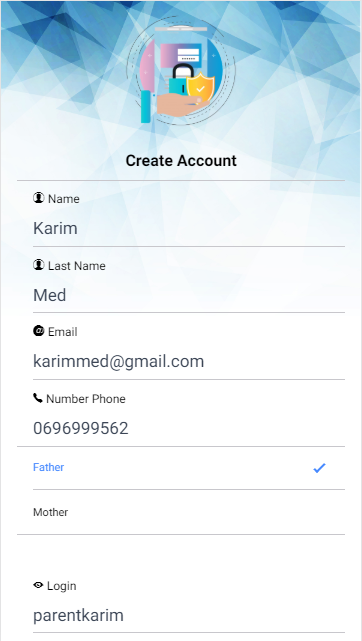 Create Account
Name
Karim
Last Name
Med
Email
karimmed@gmail.com
Number Phone
0696999562
Father
Mother
Login
parentkarim